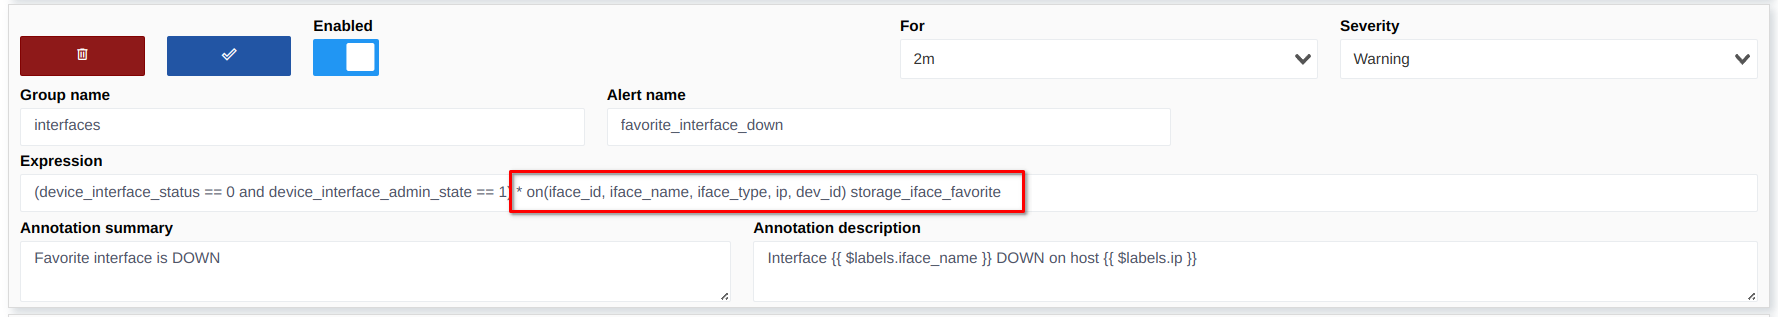 Enabled
For
Severity
2m
Warning
Group name
Alert name
interfaces
favorite_interface_down
Expression
(device_interface_status == 0 and device_interface_admin_state == 1) * on(iface_id, iface_name, iface_type, ip, dev_id) storage_iface_favorite
Annotation summary
Annotation description
Favorite interface is DOWN
Interface {{ $labels.iface_name }} DOWN on host {{ $labels.ip }}